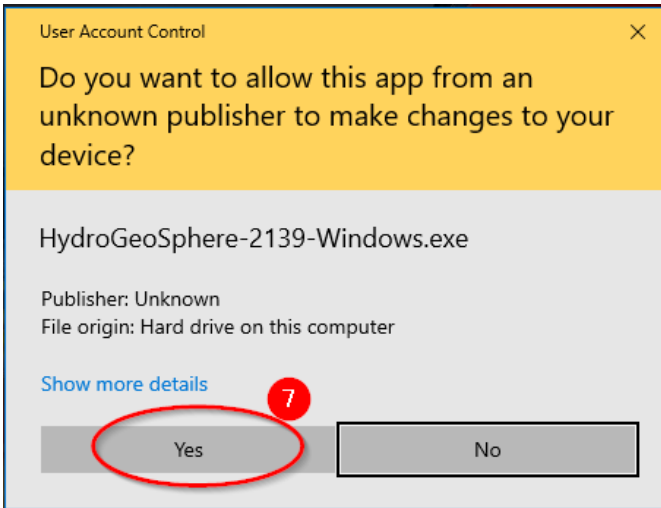 User Account Control
Do you want to allow this app from an
unknown publisher to make changes to your
device?
HydroGeoSphere-2139-Windows.exe
Publisher: Unknown
File origin: Hard drive on this computer
Show more details
7
Yes
No